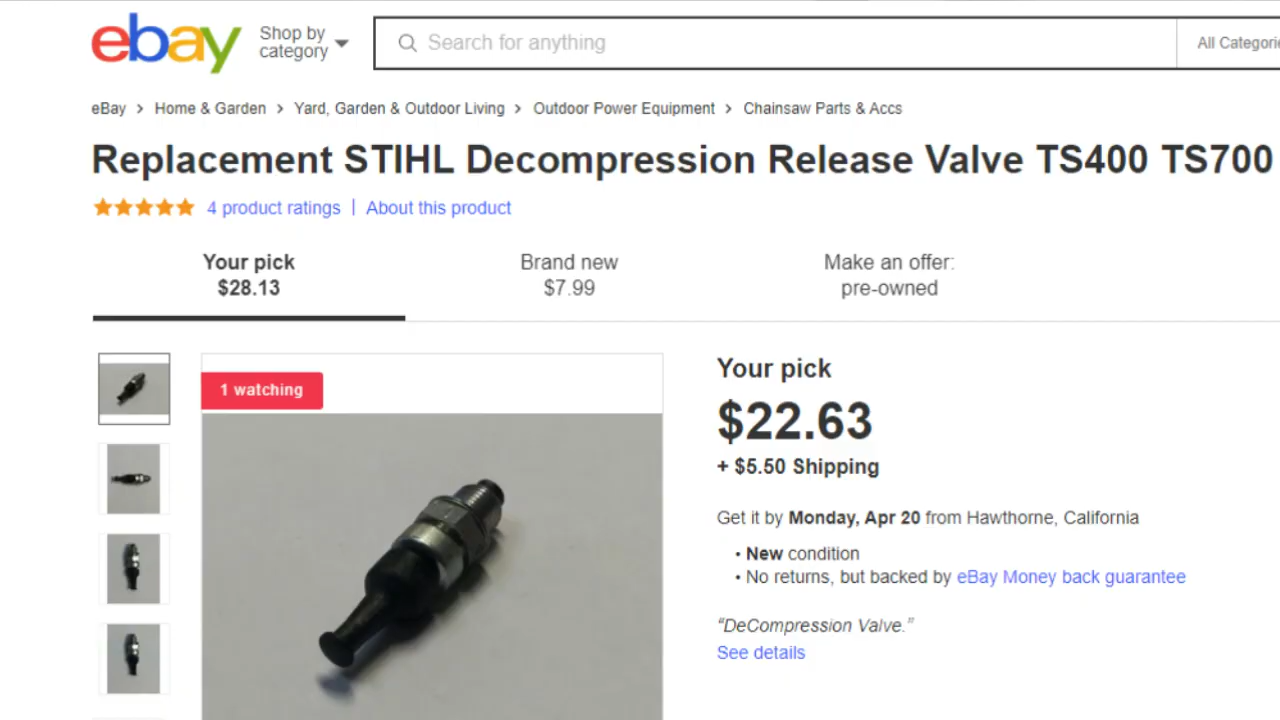 ebay
Shop by
category
Search for anything
eBay > Home & Garden > Yard, Garden & Outdoor Living > Outdoor Power Equipment > Chainsaw Parts & Accs
Replacement STIHL Decompression Release Valve TS400 TS700
4 product ratings | About this product
Your pick
$28.13
Brand new
$7.99
Make an offer:
pre-owned
1 watching
Your pick
$22.63
+ $5.50 Shipping
Get it by Monday, Apr 20 from Hawthorne, California
• New condition
• No returns, but backed by eBay Money back guarantee
“DeCompression Valve.”
See details